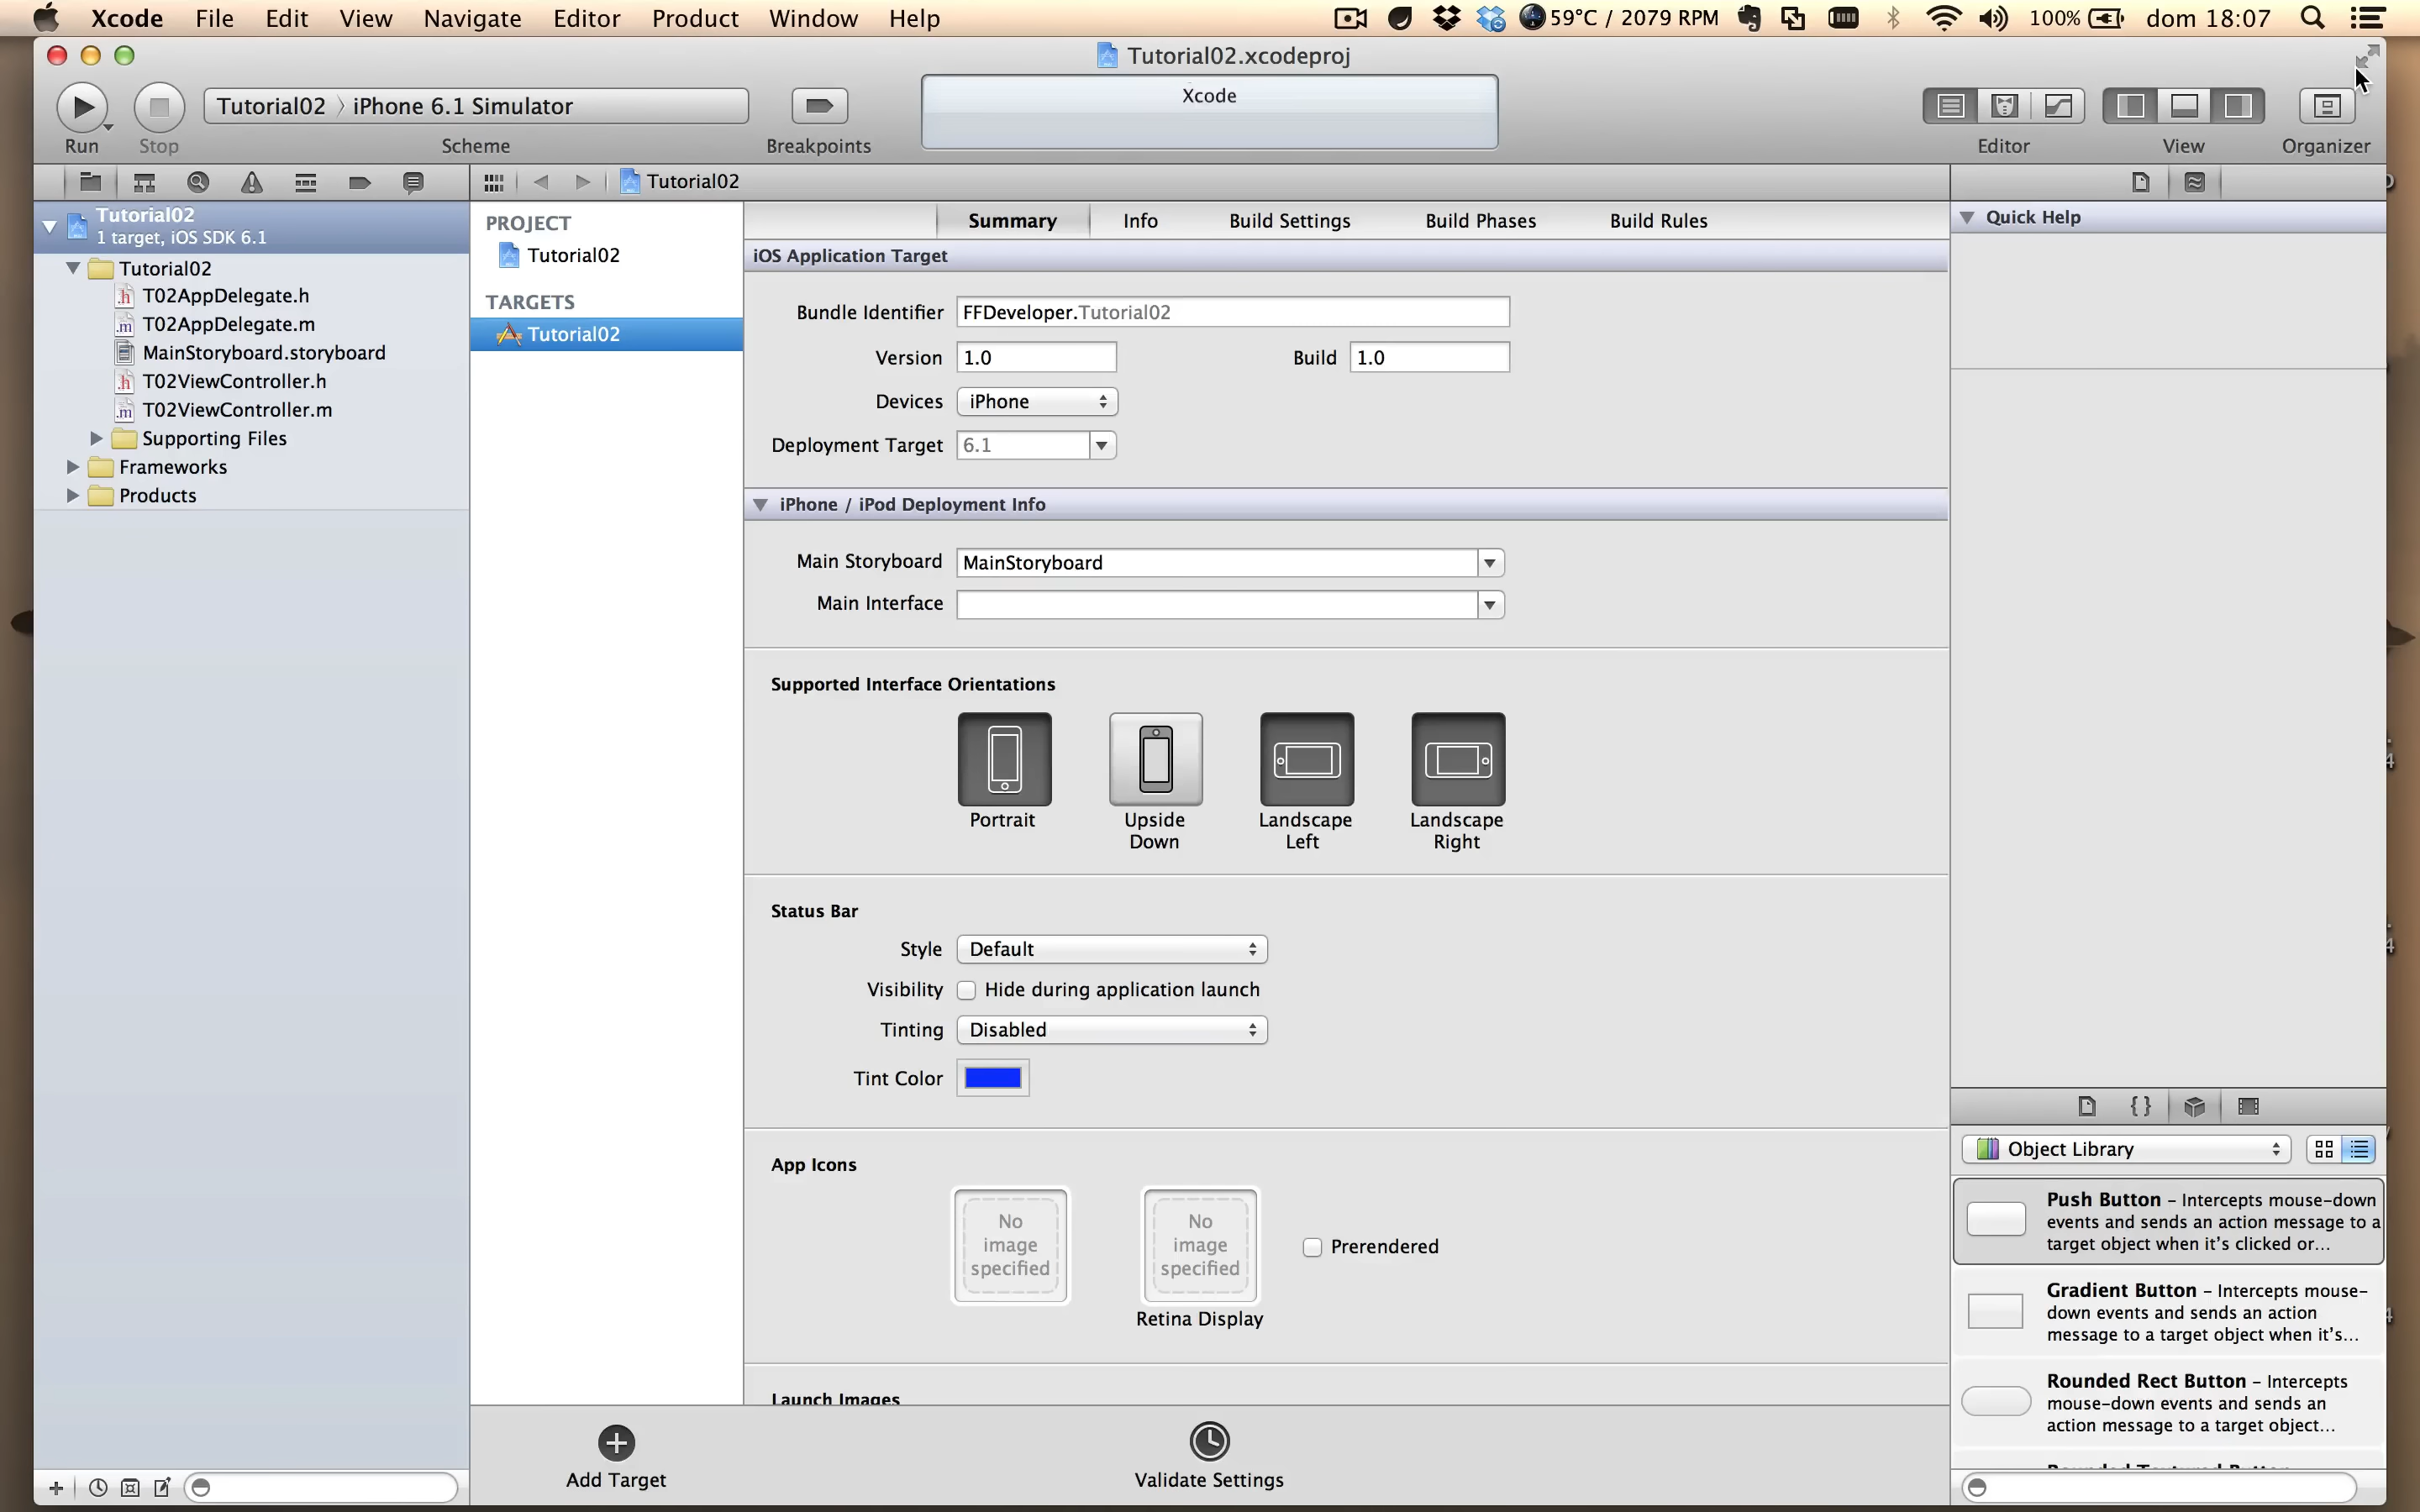 Xcode File Edit View Navigate Editor Product Window Help 59°C / 2079 RPM 100% dom 18:07
Tutorial02.xcodeproj
Tutorial02 〉 iPhone 6.1 Simulator
Xcode
Run Stop Scheme Breakpoints Editor View Organizer
Tutorial02
Tutorial02
1 target, iOS SDK 6.1
Tutorial02
T02AppDelegate.h
T02AppDelegate.m
MainStoryboard.storyboard
T02ViewController.h
T02ViewController.m
Supporting Files
Frameworks
Products
PROJECT
Tutorial02
TARGETS
Tutorial02
Add Target
Summary Info Build Settings Build Phases Build Rules
iOS Application Target
Bundle Identifier FFDeveloper.Tutorial02
Version 1.0 Build 1.0
Devices iPhone
Deployment Target 6.1
iPhone / iPod Deployment Info
Main Storyboard MainStoryboard
Main Interface
Supported Interface Orientations
Portrait
Upside
Down
Landscape
Left
Landscape
Right
Status Bar
Style Default
Visibility Hide during application launch
Tinting Disabled
Tint Color
App Icons
No
image
specified
No
image
specified
Prerendered
Retina Display
Launch Images
Validate Settings
Quick Help
Object Library
Push Button – Intercepts mouse-down
events and sends an action message to a
target object when it's clicked or...
Gradient Button – Intercepts mouse-
down events and sends an action
message to a target object when it's...
Rounded Rect Button – Intercepts
mouse-down events and sends an
action message to a target object...